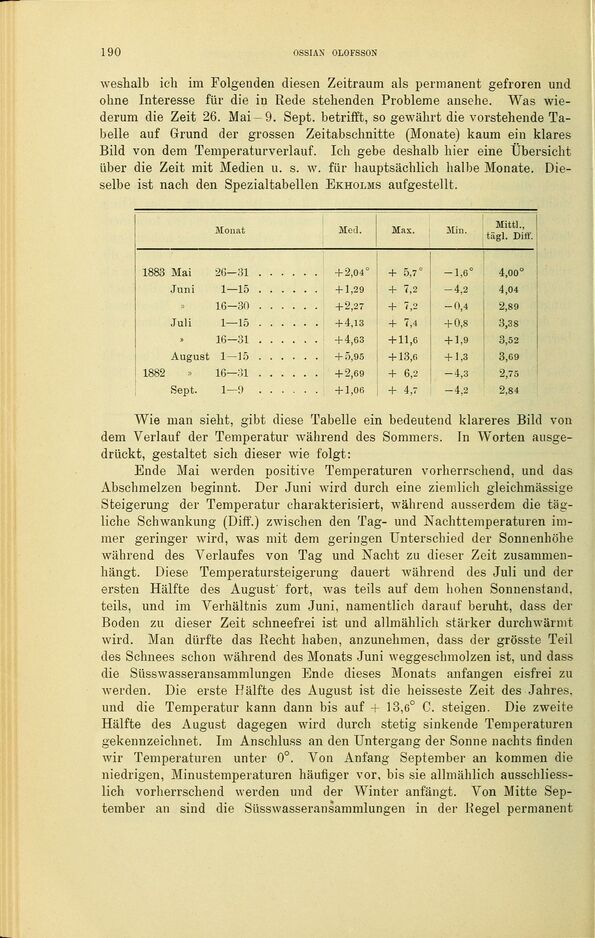 190
OSSIAN OLOFSSON
weshalb ich im Folgenden diesen Zeitraum als permanent gefroren und
ohne Interesse für die in Rede stehenden Probleme ansehe. Was wie-
derum die Zeit 26. Mai–9. Sept. betrifft, so gewährt die vorstehende Ta-
belle auf Grund der grossen Zeitabschnitte (Monate) kaum ein klares
Bild von dem Temperaturverlauf. Ich gebe deshalb hier eine Übersicht
über die Zeit mit Medien u. s. w. für hauptsächlich halbe Monate. Die-
selbe ist nach den Spezialtabellen EKHOLMS aufgestellt.
Monat Med. Max. Min. Mittl., tägl. Diff.
1883 Mai 26—31 . . . . . . +2,04° + 5,7° —1,6° 4,00°
Juni 1—15 . . . . . . +1,29 + 7,2 —4,2 4,04
» 16—30 . . . . . . +2,27 + 7,2 —0,4 2,89
Juli 1—15 . . . . . . +4,13 + 7,4 +0,8 3,38
» 16—31 . . . . . . +4,63 +11,6 +1,9 3,52
August 1—15 . . . . . . +5,95 +13,6 +1,3 3,69
1882 » 16—31 . . . . . . +2,69 + 6,2 —4,3 2,75
Sept. 1—9 . . . . . . +1,06 + 4,7 —4,2 2,84
Wie man sieht, gibt diese Tabelle ein bedeutend klareres Bild von
dem Verlauf der Temperatur während des Sommers. In Worten ausge-
drückt, gestaltet sich dieser wie folgt:
Ende Mai werden positive Temperaturen vorherrschend, und das
Abschmelzen beginnt. Der Juni wird durch eine ziemlich gleichmässige
Steigerung der Temperatur charakterisiert, während ausserdem die täg-
liche Schwankung (Diff.) zwischen den Tag- und Nachttemperaturen im-
mer geringer wird, was mit dem geringen Unterschied der Sonnenhöhe
während des Verlaufes von Tag und Nacht zu dieser Zeit zusammen-
hängt. Diese Temperatursteigerung dauert während des Juli und der
ersten Hälfte des August fort, was teils auf dem hohen Sonnenstand,
teils, und im Verhältnis zum Juni, namentlich darauf beruht, dass der
Boden zu dieser Zeit schneefrei ist und allmählich stärker durchwärmt
wird. Man dürfte das Recht haben, anzunehmen, dass der grösste Teil
des Schnees schon während des Monats Juni weggeschmolzen ist, und dass
die Süsswasseransammlungen Ende dieses Monats anfangen eisfrei zu
werden. Die erste Hälfte des August ist die heisseste Zeit des Jahres,
und die Temperatur kann dann bis auf + 13,6° C. steigen. Die zweite
Hälfte des August dagegen wird durch stetig sinkende Temperaturen
gekennzeichnet. Im Anschluss an den Untergang der Sonne nachts finden
wir Temperaturen unter 0°. Von Anfang September an kommen die
niedrigen, Minustemperaturen häufiger vor, bis sie allmählich ausschliess-
lich vorherrschend werden und der Winter anfängt. Von Mitte Sep-
tember an sind die Süsswasseransammlungen in der Regel permanent